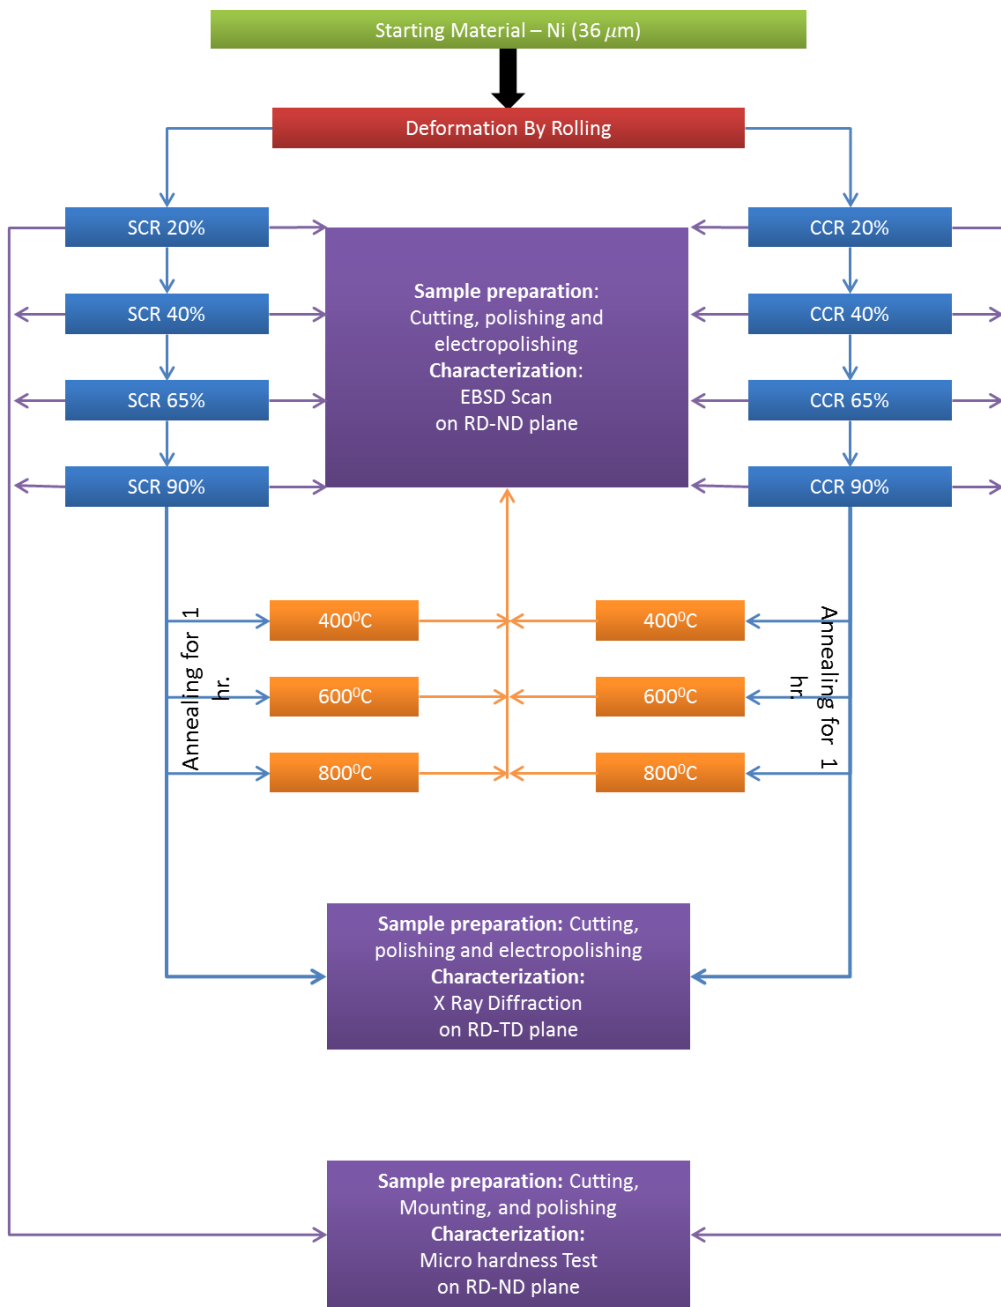 Starting Material – Ni (36 μm)
Deformation By Rolling
SCR 20%
CCR 20%
SCR 40%
CCR 40%
SCR 65%
CCR 65%
SCR 90%
CCR 90%
Sample preparation:
Cutting, polishing and
electropolishing
Characterization:
EBSD Scan
on RD-ND plane
Annealing for 1
hr.
400⁰C
600⁰C
800⁰C
400⁰C
600⁰C
800⁰C
Annealing for 1
hr.
Sample preparation: Cutting,
polishing and electropolishing
Characterization:
X Ray Diffraction
on RD-TD plane
Sample preparation: Cutting,
Mounting, and polishing
Characterization:
Micro hardness Test
on RD-ND plane